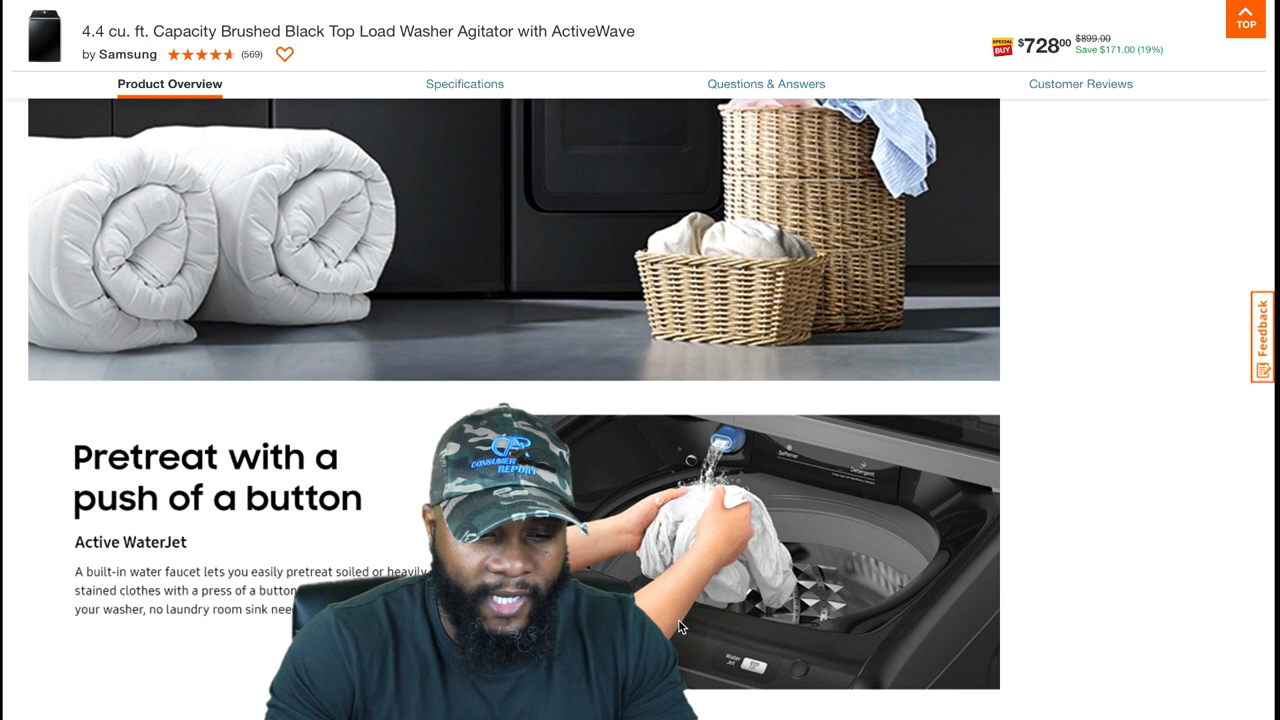 4.4 cu. ft. Capacity Brushed Black Top Load Washer Agitator with ActiveWave
by Samsung (569)
SPECIAL BUY $728⁰⁰ $899.00
Save $171.00 (19%)
TOP
Product Overview Specifications Questions & Answers Customer Reviews
Feedback
Pretreat with a
push of a button
Active WaterJet
A built-in water faucet lets you easily pretreat soiled or heavily
stained clothes with a press of a button
your washer, no laundry room sink
CONSUMER
REPORT
Softener
Detergent
Water
Jet